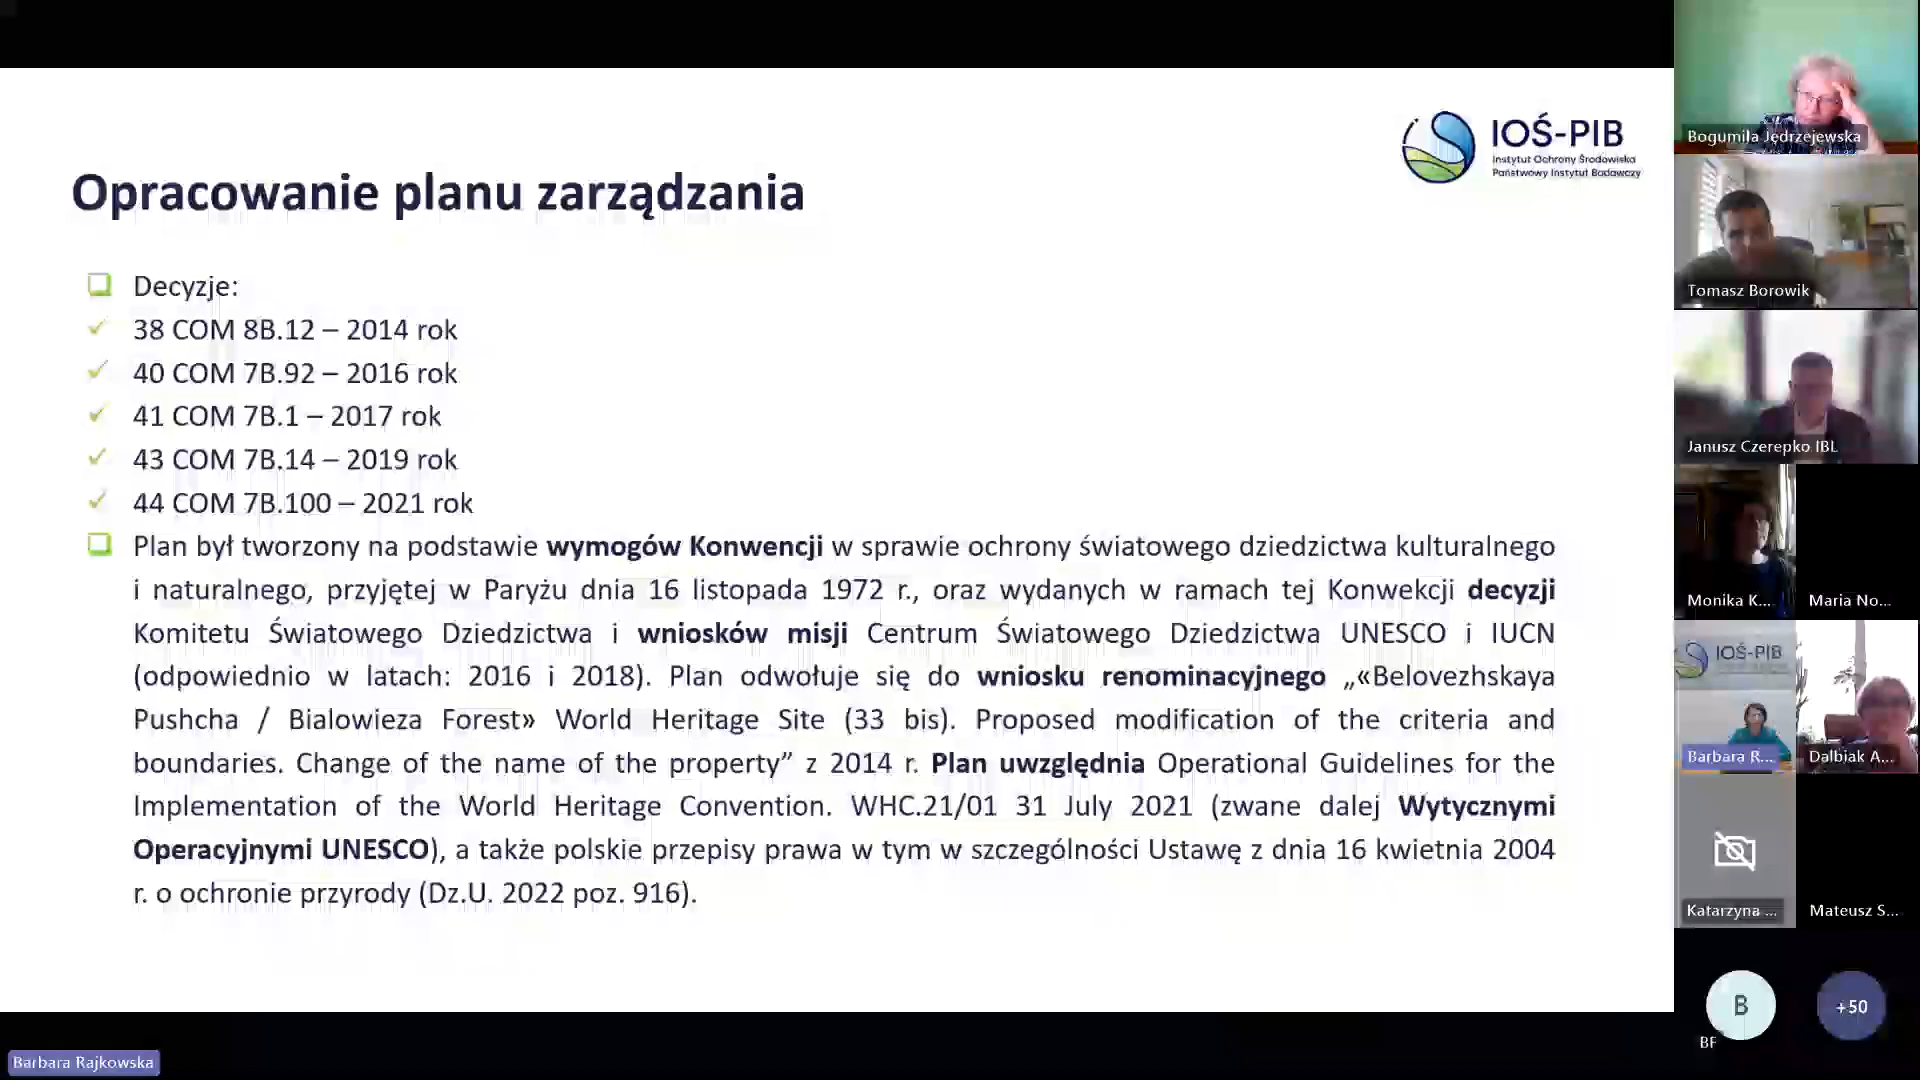 IOŚ-PIB
Instytut Ochrony Środowiska
Państwowy Instytut Badawczy
Opracowanie planu zarządzania
Decyzje:
38 COM 8B.12 – 2014 rok
40 COM 7B.92 – 2016 rok
41 COM 7B.1 – 2017 rok
43 COM 7B.14 – 2019 rok
44 COM 7B.100 – 2021 rok
Plan był tworzony na podstawie wymogów Konwencji w sprawie ochrony światowego dziedzictwa kulturalnego
i naturalnego, przyjętej w Paryżu dnia 16 listopada 1972 r., oraz wydanych w ramach tej Konwekcji decyzji
Komitetu Światowego Dziedzictwa i wniosków misji Centrum Światowego Dziedzictwa UNESCO i IUCN
(odpowiednio w latach: 2016 i 2018). Plan odwołuje się do wniosku renominacyjnego „«Belovezhskaya
Pushcha / Bialowieza Forest» World Heritage Site (33 bis). Proposed modification of the criteria and
boundaries. Change of the name of the property” z 2014 r. Plan uwzględnia Operational Guidelines for the
Implementation of the World Heritage Convention. WHC.21/01 31 July 2021 (zwane dalej Wytycznymi
Operacyjnymi UNESCO), a także polskie przepisy prawa w tym w szczególności Ustawę z dnia 16 kwietnia 2004
r. o ochronie przyrody (Dz.U. 2022 poz. 916).
Barbara Rajkowska
Bogumiła Jędrzejewska
Tomasz Borowik
Janusz Czerepko IBL
Monika K...
Maria No...
IOŚ-PIB
Barbara R...
Dalbiak A...
Katarzyna ...
Mateusz S...
B
+50
BF